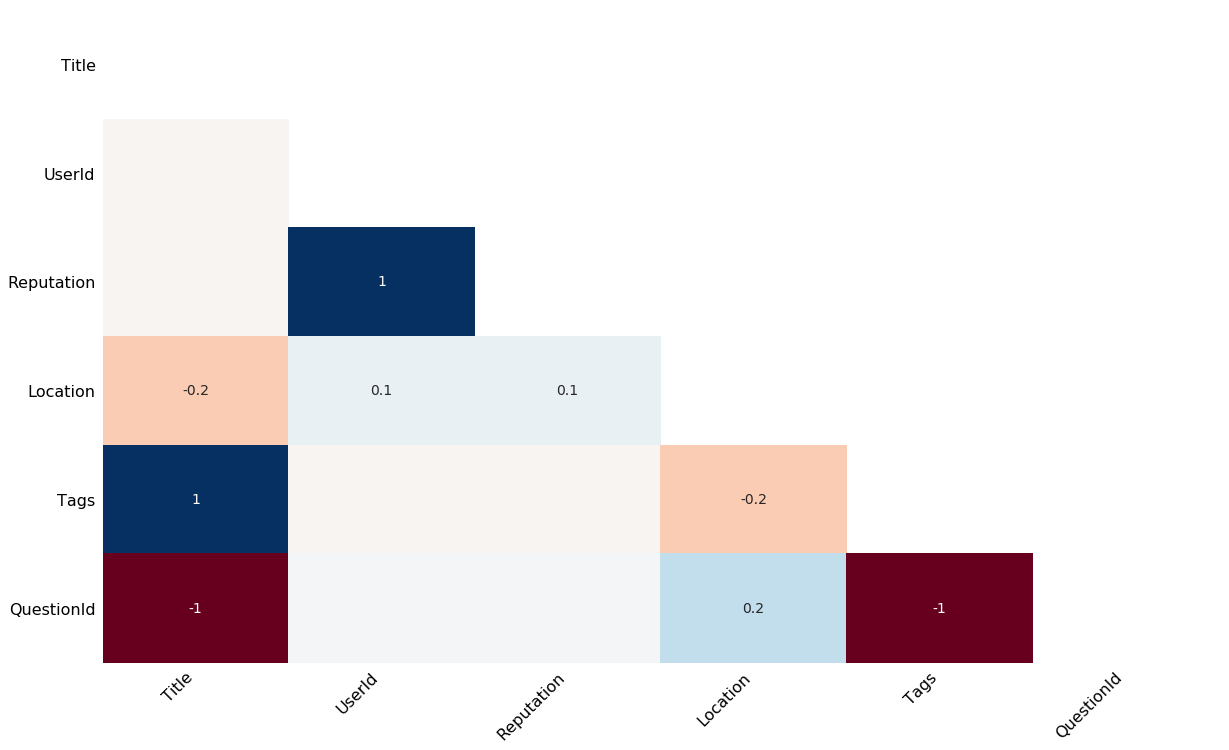 Title
UserId
Reputation
1
Location
-0.2
0.1
0.1
Tags
1
-0.2
QuestionId
-1
0.2
-1
Title
UserId
Reputation
Location
Tags
QuestionId